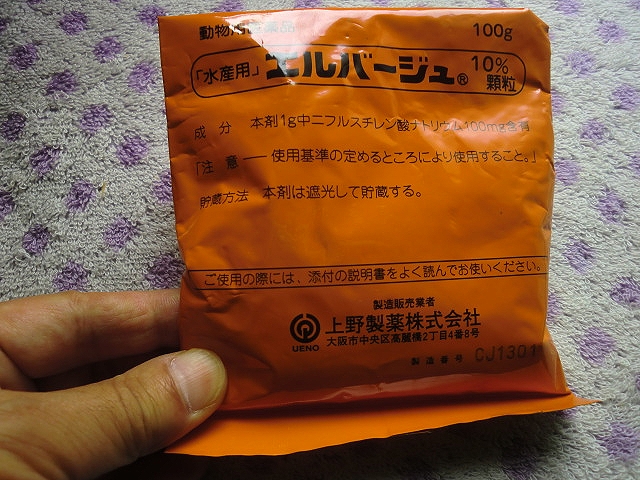 動物用医薬品 100g
「水産用」エルバージュ® 10%顆粒
成分 本剤1g中ニフルスチレン酸ナトリウム100mg含有
「注意－使用基準の定めるところにより使用すること。」
貯蔵方法 本剤は遮光して貯蔵する。
ご使用の際には、添付の説明書をよく読んでお使いください。
製造販売業者
上野製薬株式会社
UENO
大阪市中央区高麗橋2丁目4番8号
製造番号 CJ1301